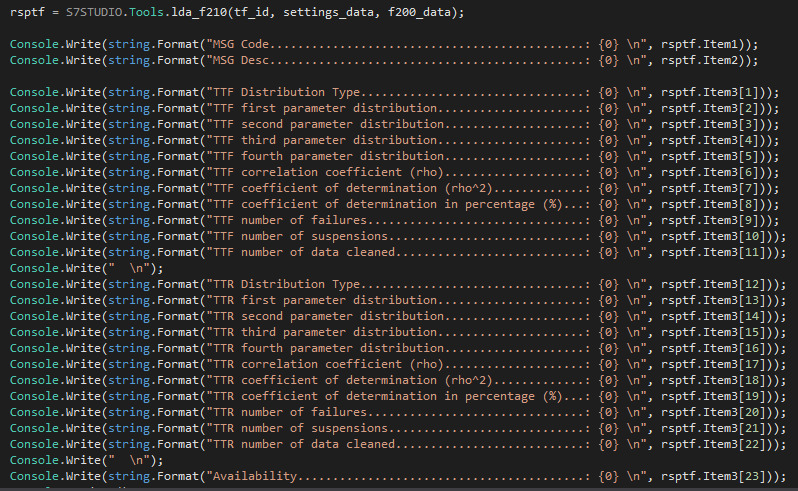 rsptf = S7STUDIO.Tools.lda_f210(tf_id, settings_data, f200_data);
Console.Write(string.Format("MSG Code.............................................: {0} \n", rsptf.Item1));
Console.Write(string.Format("MSG Desc.............................................: {0} \n", rsptf.Item2));
Console.Write(string.Format("TTF Distribution Type................................: {0} \n", rsptf.Item3[1]));
Console.Write(string.Format("TTF first parameter distribution.....................: {0} \n", rsptf.Item3[2]));
Console.Write(string.Format("TTF second parameter distribution....................: {0} \n", rsptf.Item3[3]));
Console.Write(string.Format("TTF third parameter distribution.....................: {0} \n", rsptf.Item3[4]));
Console.Write(string.Format("TTF fourth parameter distribution....................: {0} \n", rsptf.Item3[5]));
Console.Write(string.Format("TTF correlation coefficient (rho)....................: {0} \n", rsptf.Item3[6]));
Console.Write(string.Format("TTF coefficient of determination (rho^2).............: {0} \n", rsptf.Item3[7]));
Console.Write(string.Format("TTF coefficient of determination in percentage (%)...: {0} \n", rsptf.Item3[8]));
Console.Write(string.Format("TTF number of failures...............................: {0} \n", rsptf.Item3[9]));
Console.Write(string.Format("TTF number of suspensions............................: {0} \n", rsptf.Item3[10]));
Console.Write(string.Format("TTF number of data cleaned...........................: {0} \n", rsptf.Item3[11]));
Console.Write("  \n");
Console.Write(string.Format("TTR Distribution Type................................: {0} \n", rsptf.Item3[12]));
Console.Write(string.Format("TTR first parameter distribution.....................: {0} \n", rsptf.Item3[13]));
Console.Write(string.Format("TTR second parameter distribution....................: {0} \n", rsptf.Item3[14]));
Console.Write(string.Format("TTR third parameter distribution.....................: {0} \n", rsptf.Item3[15]));
Console.Write(string.Format("TTR fourth parameter distribution....................: {0} \n", rsptf.Item3[16]));
Console.Write(string.Format("TTR correlation coefficient (rho)....................: {0} \n", rsptf.Item3[17]));
Console.Write(string.Format("TTR coefficient of determination (rho^2).............: {0} \n", rsptf.Item3[18]));
Console.Write(string.Format("TTR coefficient of determination in percentage (%)...: {0} \n", rsptf.Item3[19]));
Console.Write(string.Format("TTR number of failures...............................: {0} \n", rsptf.Item3[20]));
Console.Write(string.Format("TTR number of suspensions............................: {0} \n", rsptf.Item3[21]));
Console.Write(string.Format("TTR number of data cleaned...........................: {0} \n", rsptf.Item3[22]));
Console.Write("  \n");
Console.Write(string.Format("Availability.........................................: {0} \n", rsptf.Item3[23]));